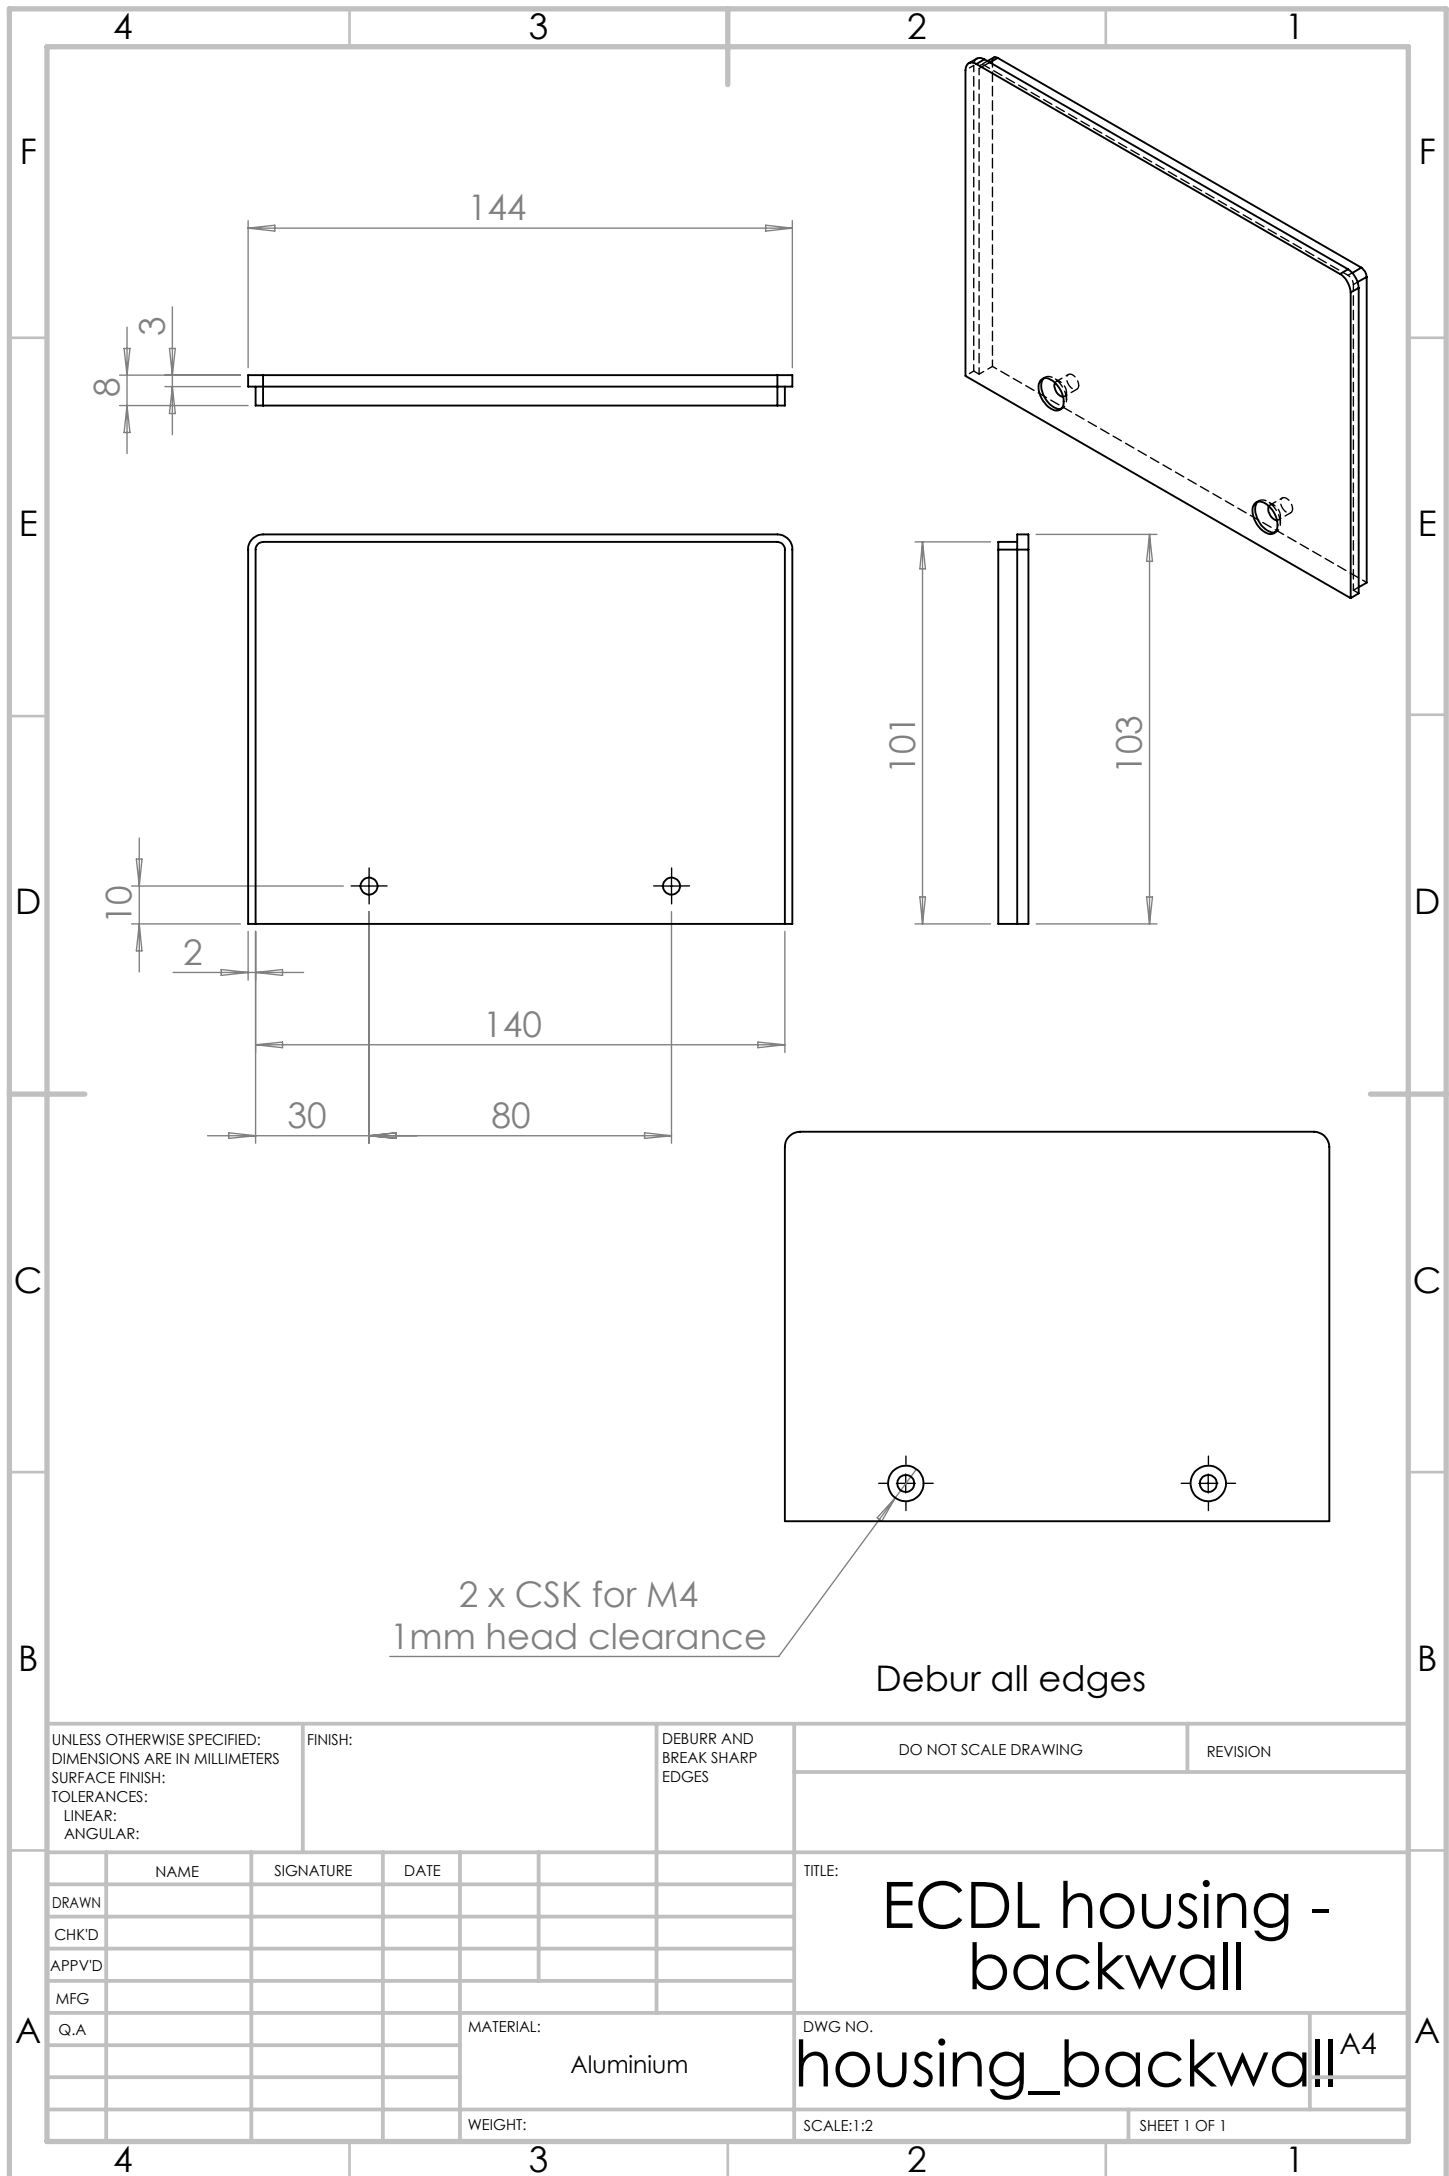 4 3 2 1
F F
144
3
8
E E
101
103
D D
10
2
140
30 80
C C
2 x CSK for M4
1mm head clearance
B B
Debur all edges
UNLESS OTHERWISE SPECIFIED:
DIMENSIONS ARE IN MILLIMETERS
SURFACE FINISH:
TOLERANCES:
LINEAR:
ANGULAR:
FINISH:
DEBURR AND
BREAK SHARP
EDGES
DO NOT SCALE DRAWING
REVISION
NAME SIGNATURE DATE
DRAWN
CHK'D
APPV'D
MFG
Q.A
TITLE:
ECDL housing -
backwall
A A
MATERIAL:
Aluminium
DWG NO.
housing_backwall
A4
WEIGHT:
SCALE:1:2
SHEET 1 OF 1
4 3 2 1